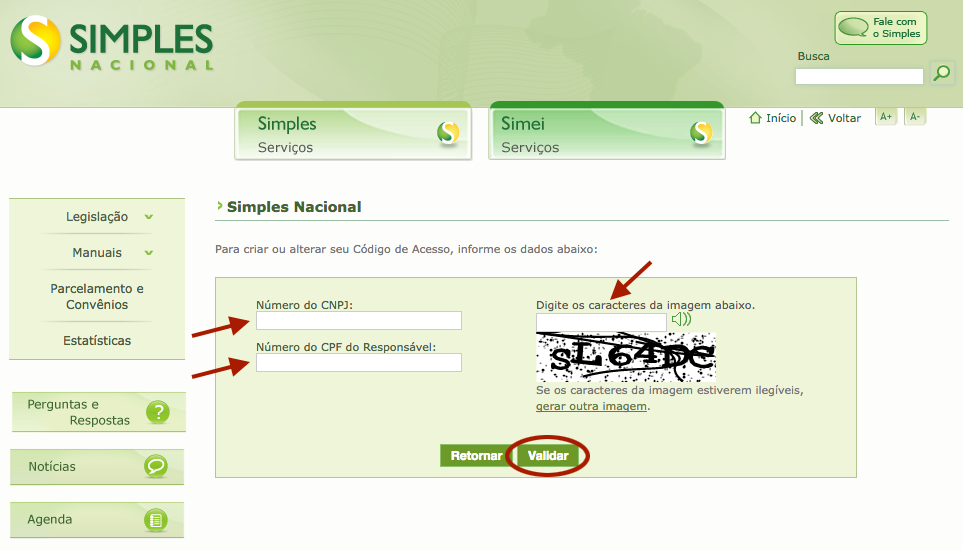 SIMPLES
NACIONAL
Fale com
o Simples
Busca
Simples
Serviços
Simei
Serviços
Início
Voltar
A+
A-
Legislação
Manuais
Parcelamento e
Convênios
Estatísticas
Perguntas e
Respostas
?
Notícias
Agenda
Simples Nacional
Para criar ou alterar seu Código de Acesso, informe os dados abaixo:
Número do CNPJ:
Número do CPF do Responsável:
Digite os caracteres da imagem abaixo.
Se os caracteres da imagem estiverem ilegíveis,
gerar outra imagem.
Retornar
Validar